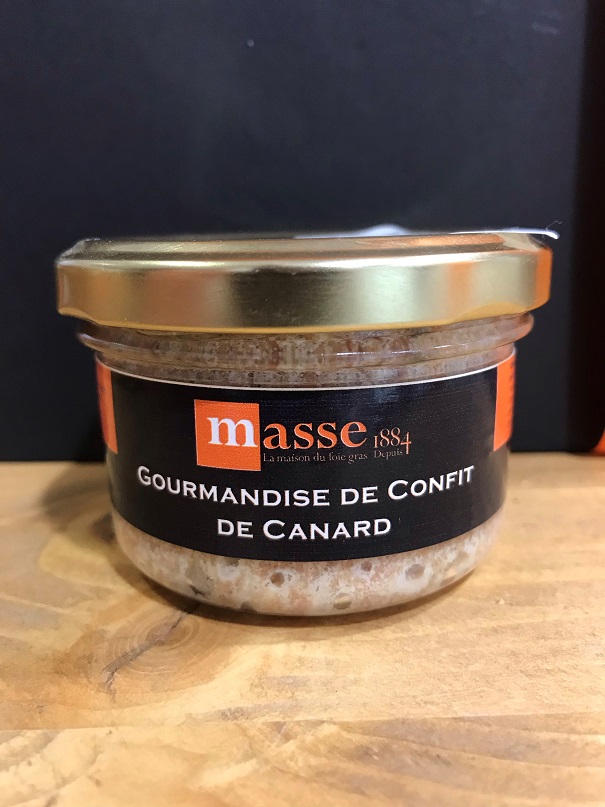 masse 1884
La maison du foie gras Depuis
GOURMANDISE DE CONFIT
DE CANARD